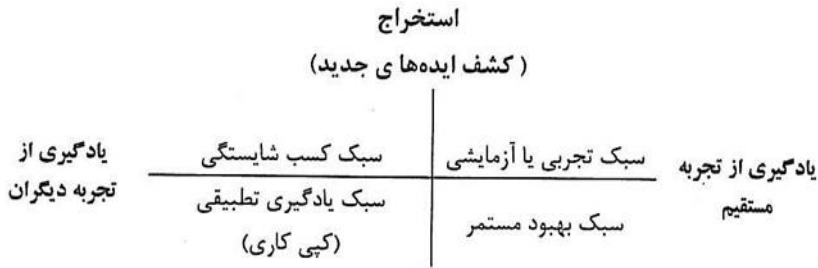 استخراج
( کشف ایده‌ها ی جدید)
یادگیری از تجربه
مستقیم
سبک تجربی یا آزمایشی
سبک کسب شایستگی
یادگیری از
تجربه دیگران
سبک بهبود مستمر
سبک یادگیری تطبیقی
(کپی کاری)